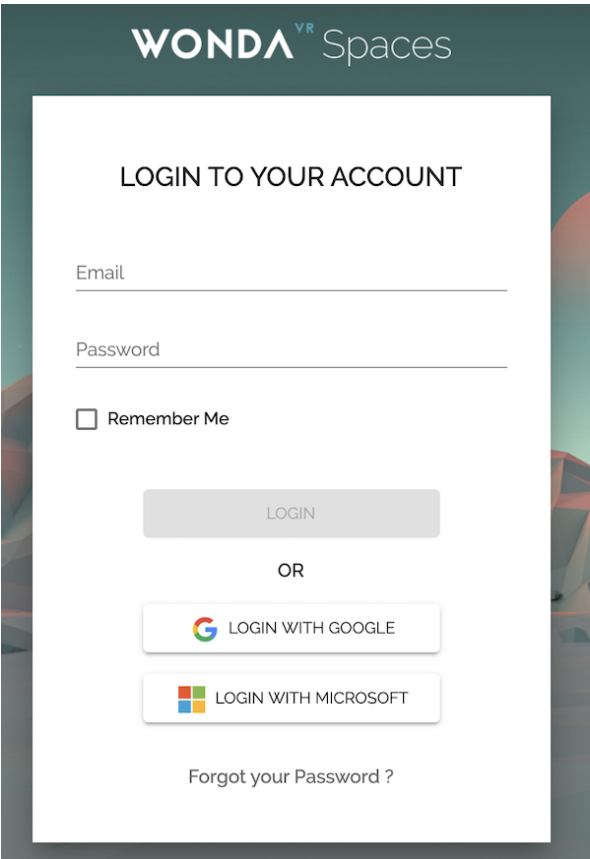 WONDA VR Spaces
LOGIN TO YOUR ACCOUNT
Email
Password
Remember Me
LOGIN
OR
LOGIN WITH GOOGLE
LOGIN WITH MICROSOFT
Forgot your Password ?